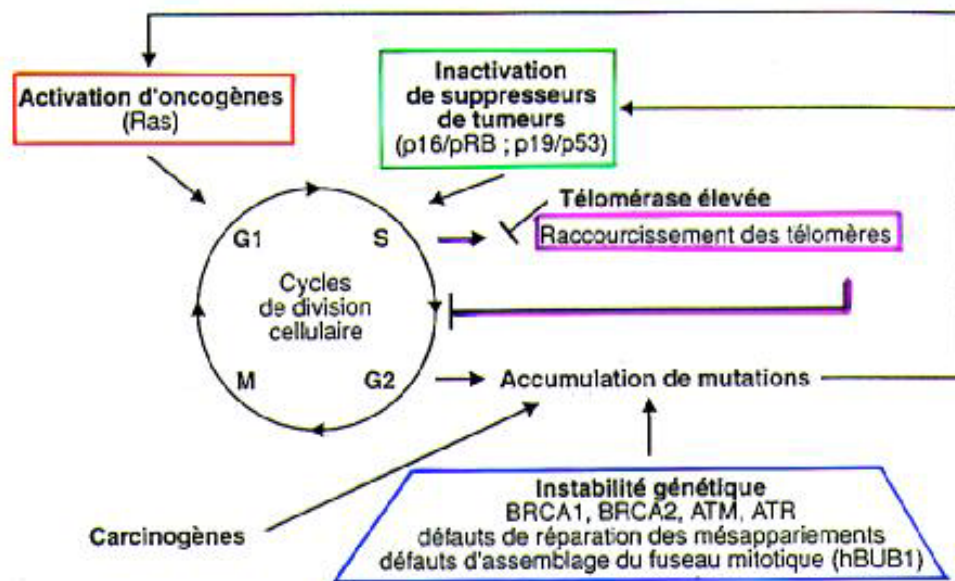 Activation d'oncogènes
(Ras)
Inactivation
de suppresseurs
de tumeurs
(p16/pRB ; p19/p53)
Télomérase élevée
Raccourcissement des télomères
G1
S
Cycles
de division
cellulaire
M
G2
Accumulation de mutations
Carcinogènes
Instabilité génétique
BRCA1, BRCA2, ATM, ATR
défauts de réparation des mésappariements
défauts d'assemblage du fuseau mitotique (hBUB1)